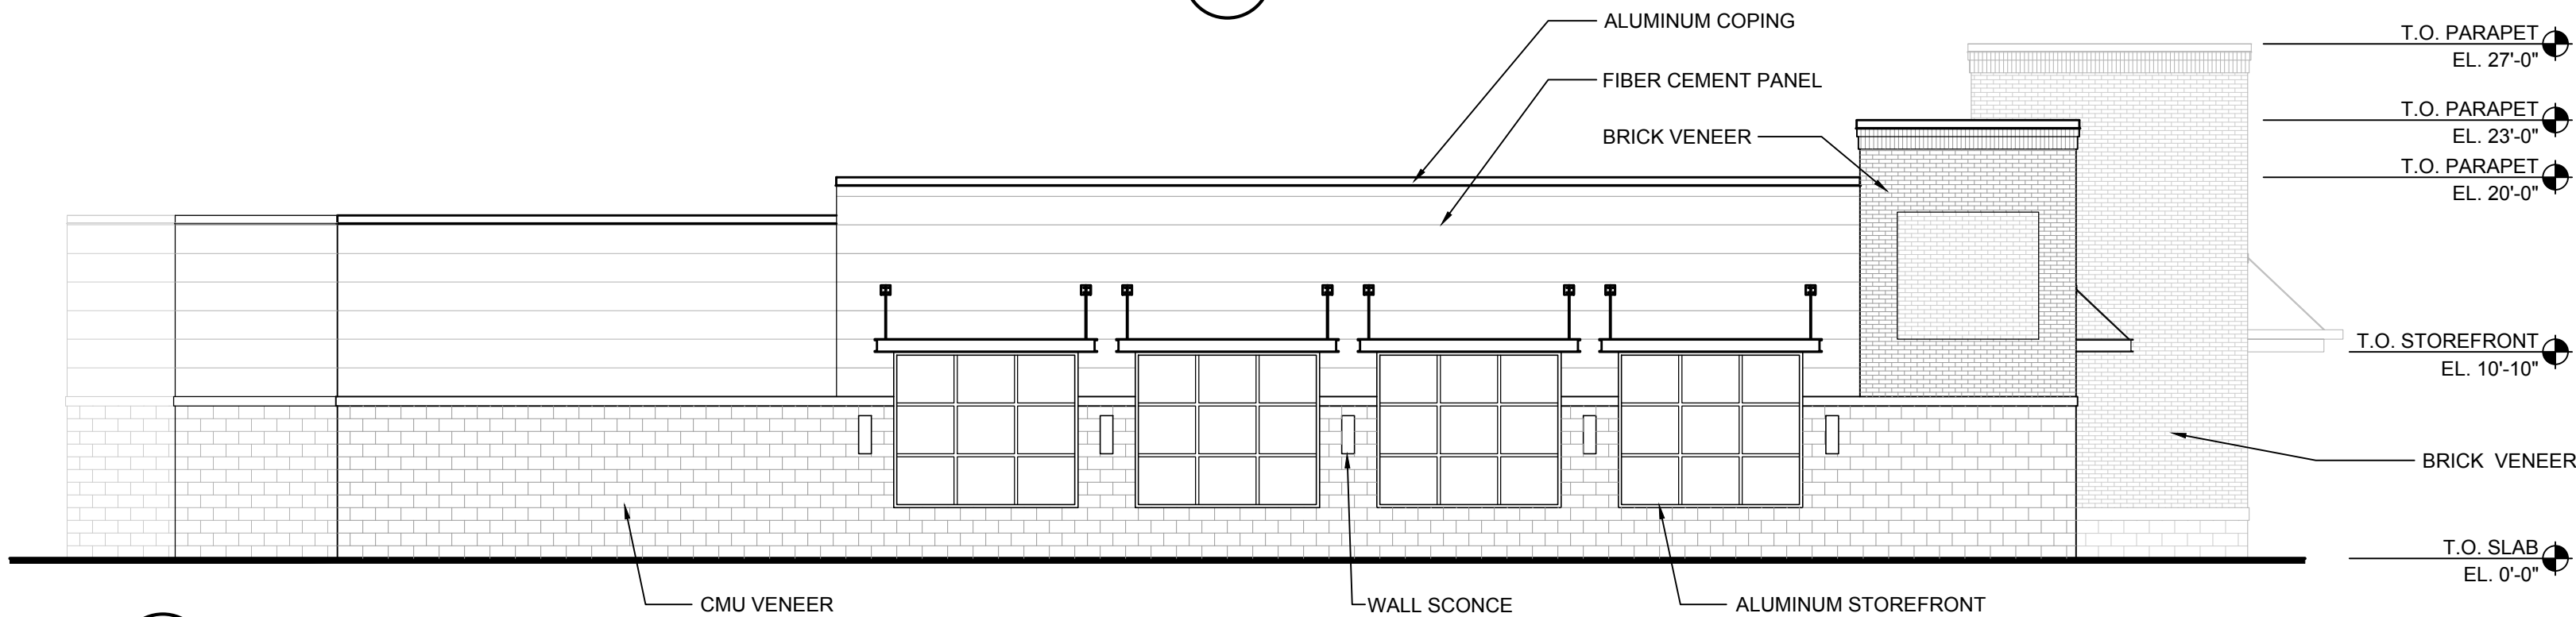 ALUMINUM COPING
FIBER CEMENT PANEL
BRICK VENEER
T.O. PARAPET
EL. 27'-0"
T.O. PARAPET
EL. 23'-0"
T.O. PARAPET
EL. 20'-0"
T.O. STOREFRONT
EL. 10'-10"
BRICK  VENEER
T.O. SLAB
EL. 0'-0"
CMU VENEER
WALL SCONCE
ALUMINUM STOREFRONT